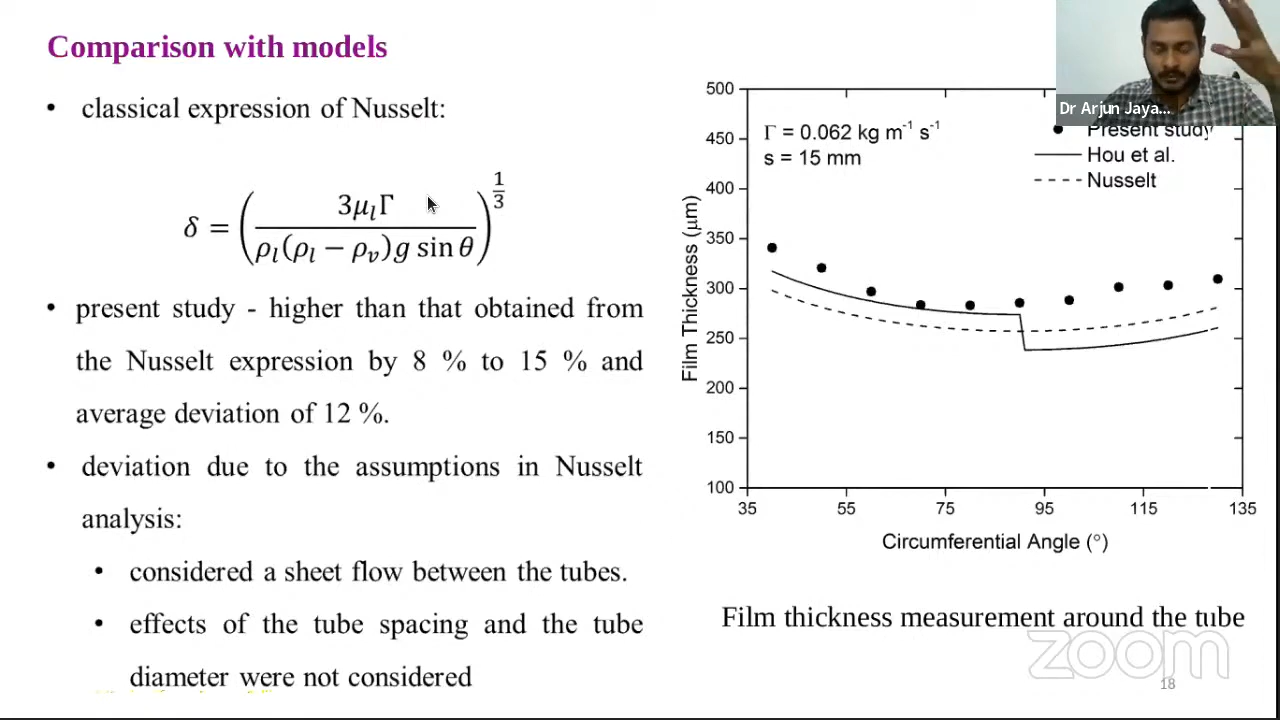 Comparison with models
• classical expression of Nusselt:
δ = (3μ_lΓ / ρ_l(ρ_l − ρ_v)g sin θ)^(1/3)
• present study - higher than that obtained from
the Nusselt expression by 8 % to 15 % and
average deviation of 12 %.
• deviation due to the assumptions in Nusselt
analysis:
• considered a sheet flow between the tubes.
• effects of the tube spacing and the tube
diameter were not considered
Dr Arjun Jaya...
Γ = 0.062 kg m⁻¹ s⁻¹
s = 15 mm
Present study
Hou et al.
Nusselt
Film Thickness (μm)
500
450
400
350
300
250
200
150
100
35 55 75 95 115 135
Circumferential Angle (°)
Film thickness measurement around the tube
zoom
18